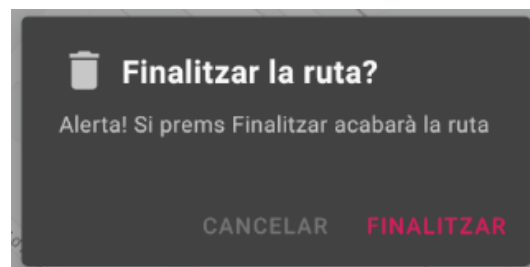 Finalitzar la ruta?
Alerta! Si prems Finalitzar acabarà la ruta
CANCELAR FINALITZAR